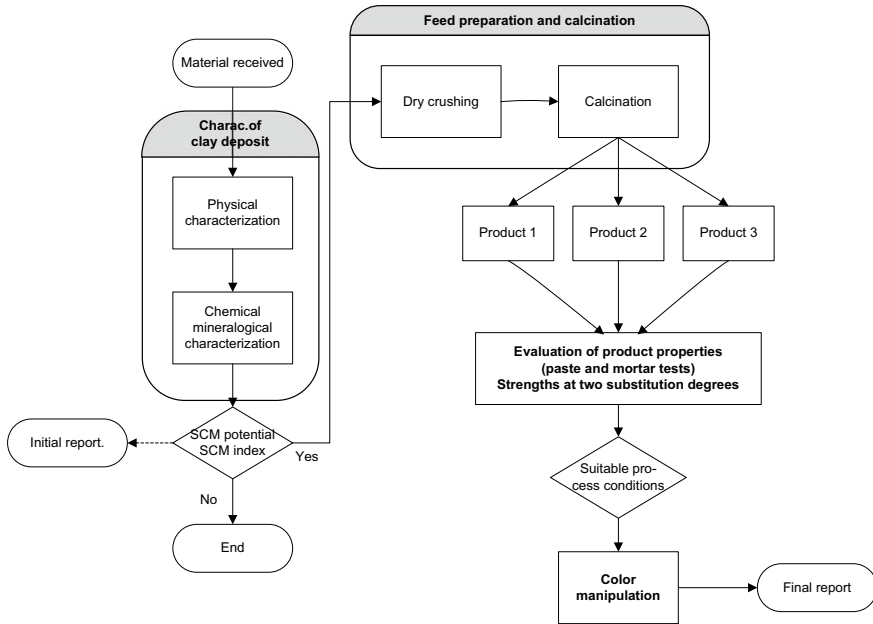 Material received
Charac.of
clay deposit
Physical
characterization
Chemical
mineralogical
characterization
SCM potential
SCM index
Initial report.
Yes
No
End
Feed preparation and calcination
Dry crushing
Calcination
Product 1
Product 2
Product 3
Evaluation of product properties
(paste and mortar tests)
Strengths at two substitution degrees
Suitable pro-
cess conditions
Color
manipulation
Final report